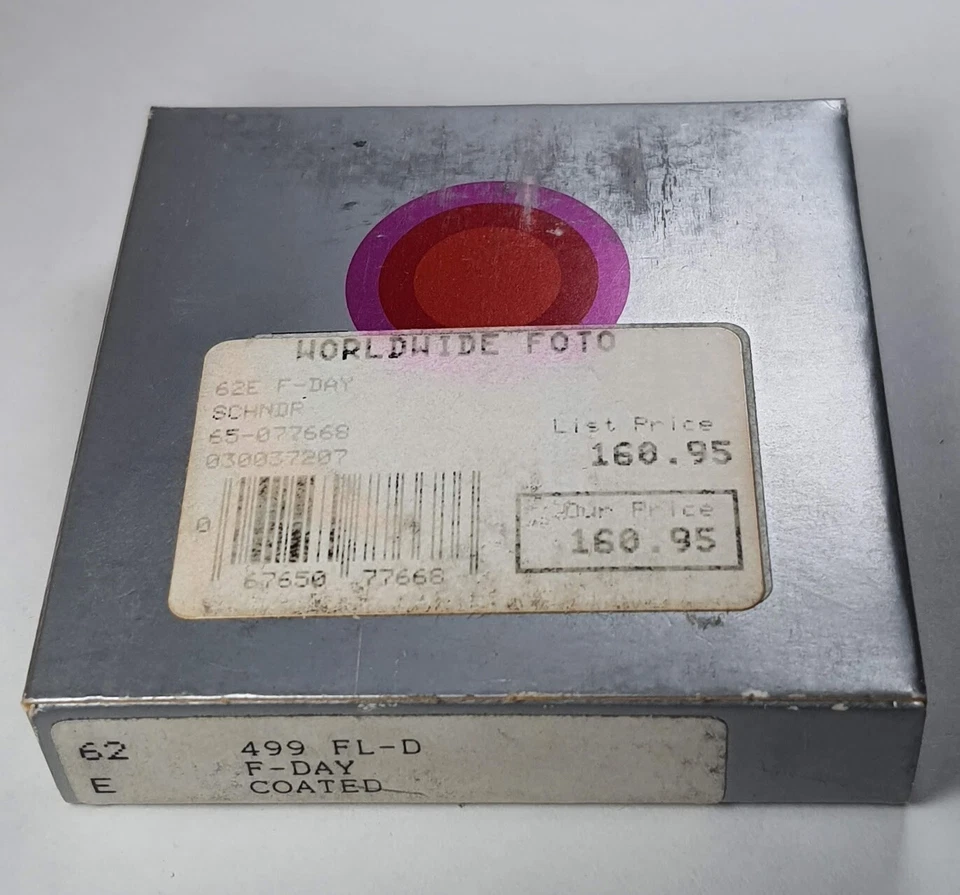 WORLDWIDE FOTO
62E F-DAY
SCHNDR
65-077668
030037207
List Price
160.95
Our Price
160.95
0 67650 77668
62 499 FL-D
F-DAY
E COATED